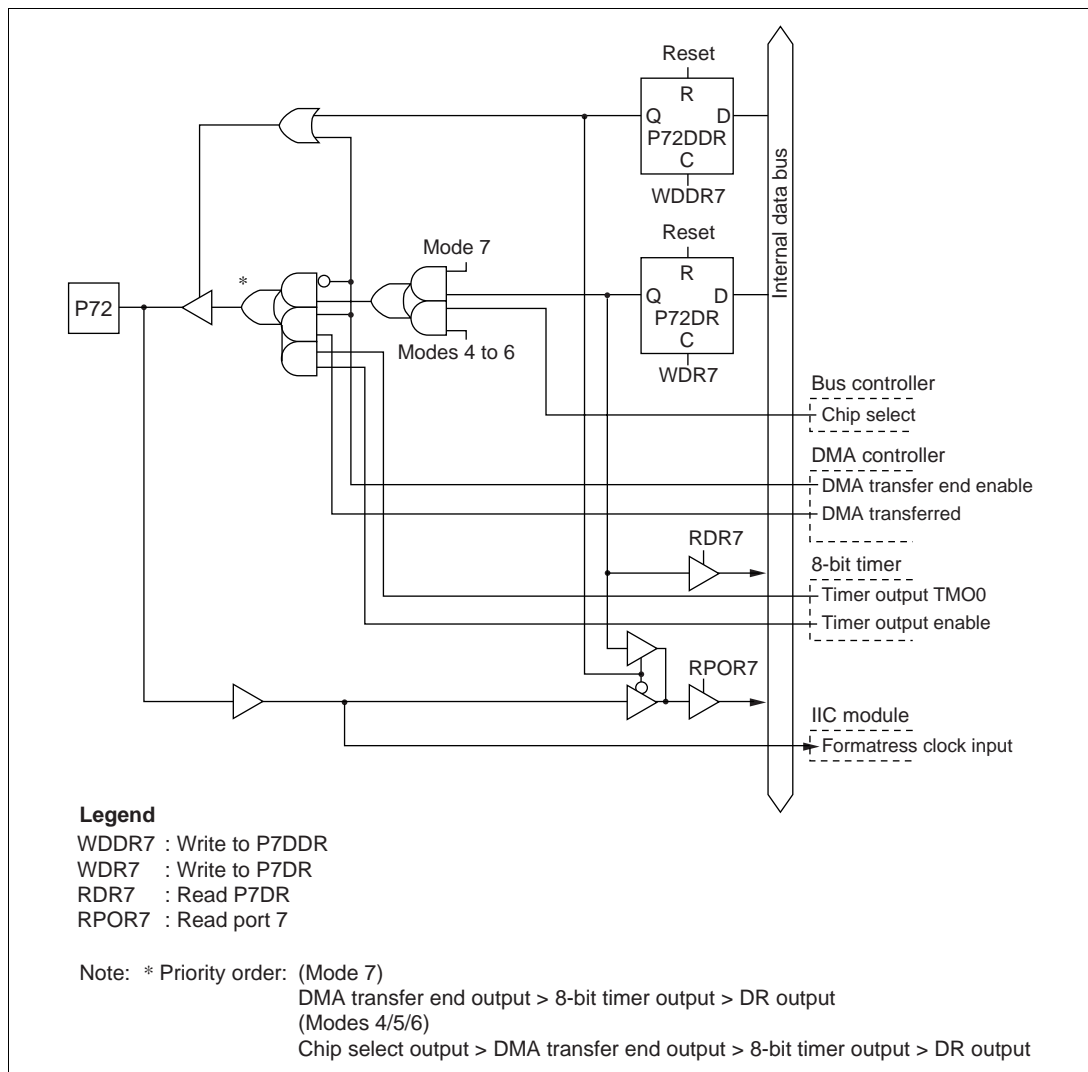 Reset
R
Q D
P72DDR
C
WDDR7
Reset
Mode 7
R
*
Q D
P72
P72DR
C
Modes 4 to 6
WDR7
Internal data bus
Bus controller
Chip select
DMA controller
DMA transfer end enable
DMA transferred
RDR7
8-bit timer
Timer output TMO0
Timer output enable
RPOR7
IIC module
Formatress clock input
Legend
WDDR7 : Write to P7DDR
WDR7 : Write to P7DR
RDR7 : Read P7DR
RPOR7 : Read port 7
Note: * Priority order: (Mode 7)
DMA transfer end output > 8-bit timer output > DR output
(Modes 4/5/6)
Chip select output > DMA transfer end output > 8-bit timer output > DR output